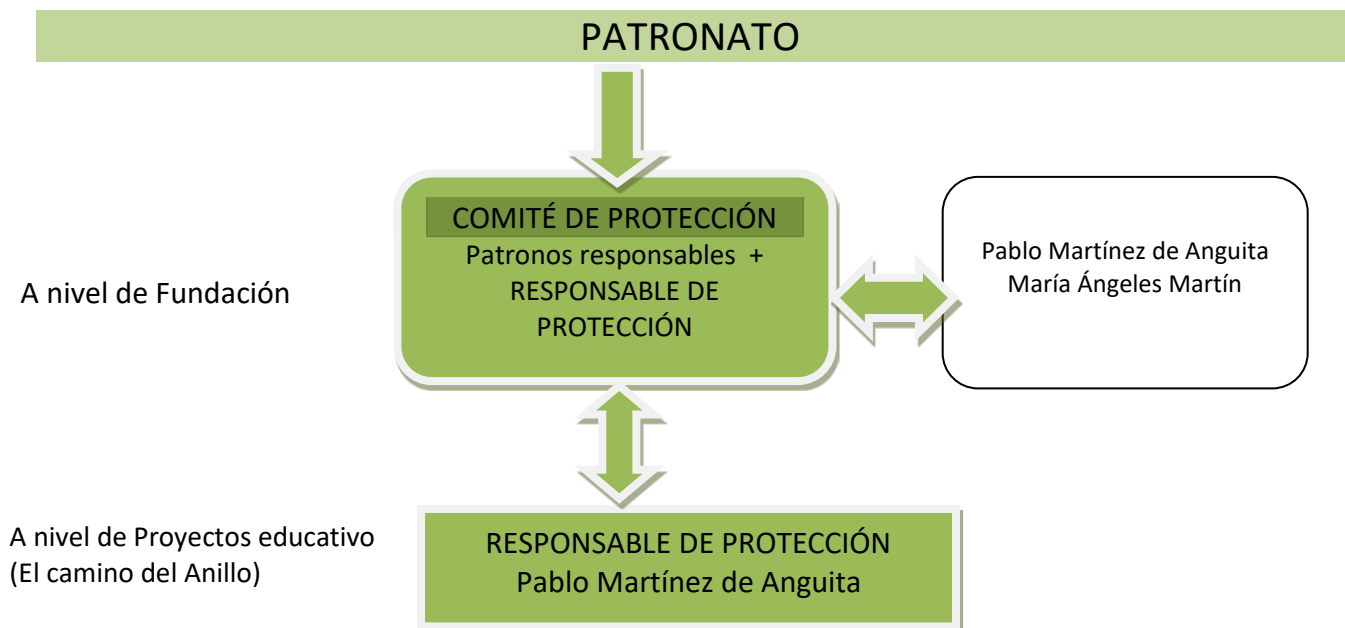 PATRONATO
COMITÉ DE PROTECCIÓN
Patronos responsables +
RESPONSABLE DE
PROTECCIÓN
A nivel de Fundación
Pablo Martínez de Anguita
María Ángeles Martín
A nivel de Proyectos educativo
(El camino del Anillo)
RESPONSABLE DE PROTECCIÓN
Pablo Martínez de Anguita